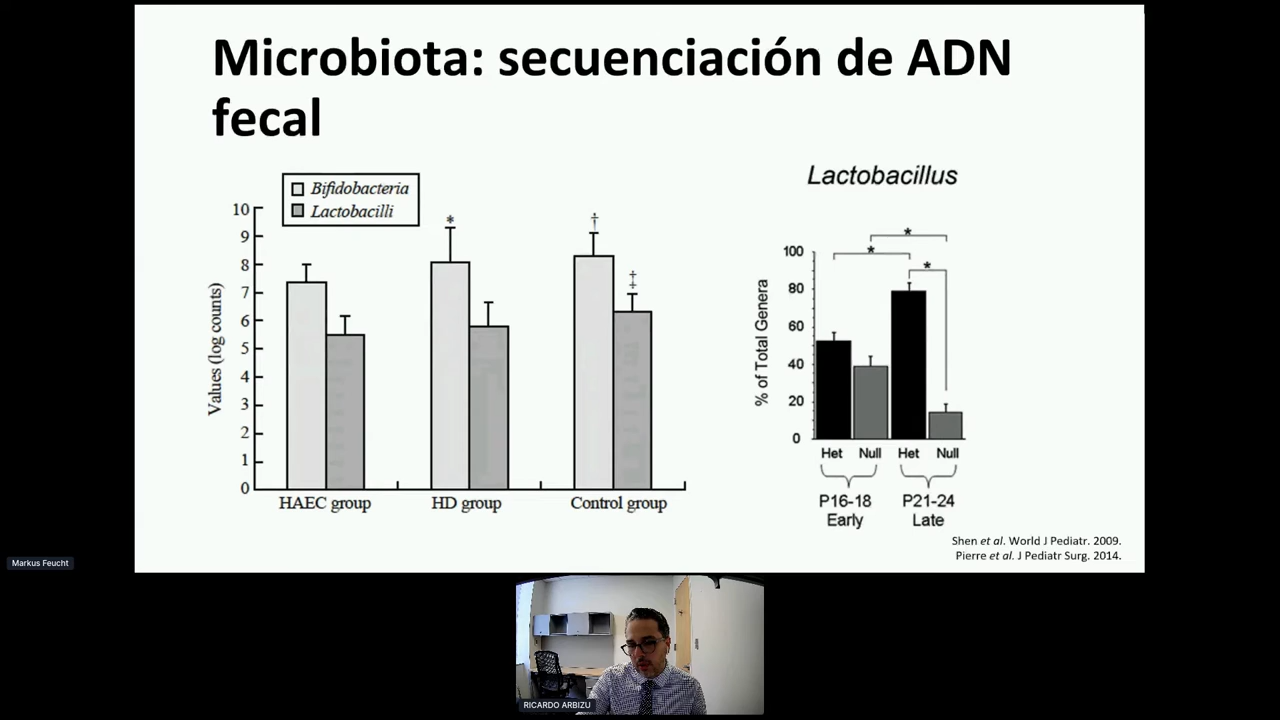 Microbiota: secuenciación de ADN
fecal
Bifidobacteria
Lactobacilli
Values (log counts)
10
9
8
7
6
5
4
3
2
1
0
*
†
‡
HAEC group
HD group
Control group
Lactobacillus
% of Total Genera
100
80
60
40
20
0
*
*
*
Het
Null
Het
Null
P16-18
Early
P21-24
Late
Shen et al. World J Pediatr. 2009.
Pierre et al. J Pediatr Surg. 2014.
Markus Feucht
RICARDO ARBIZU